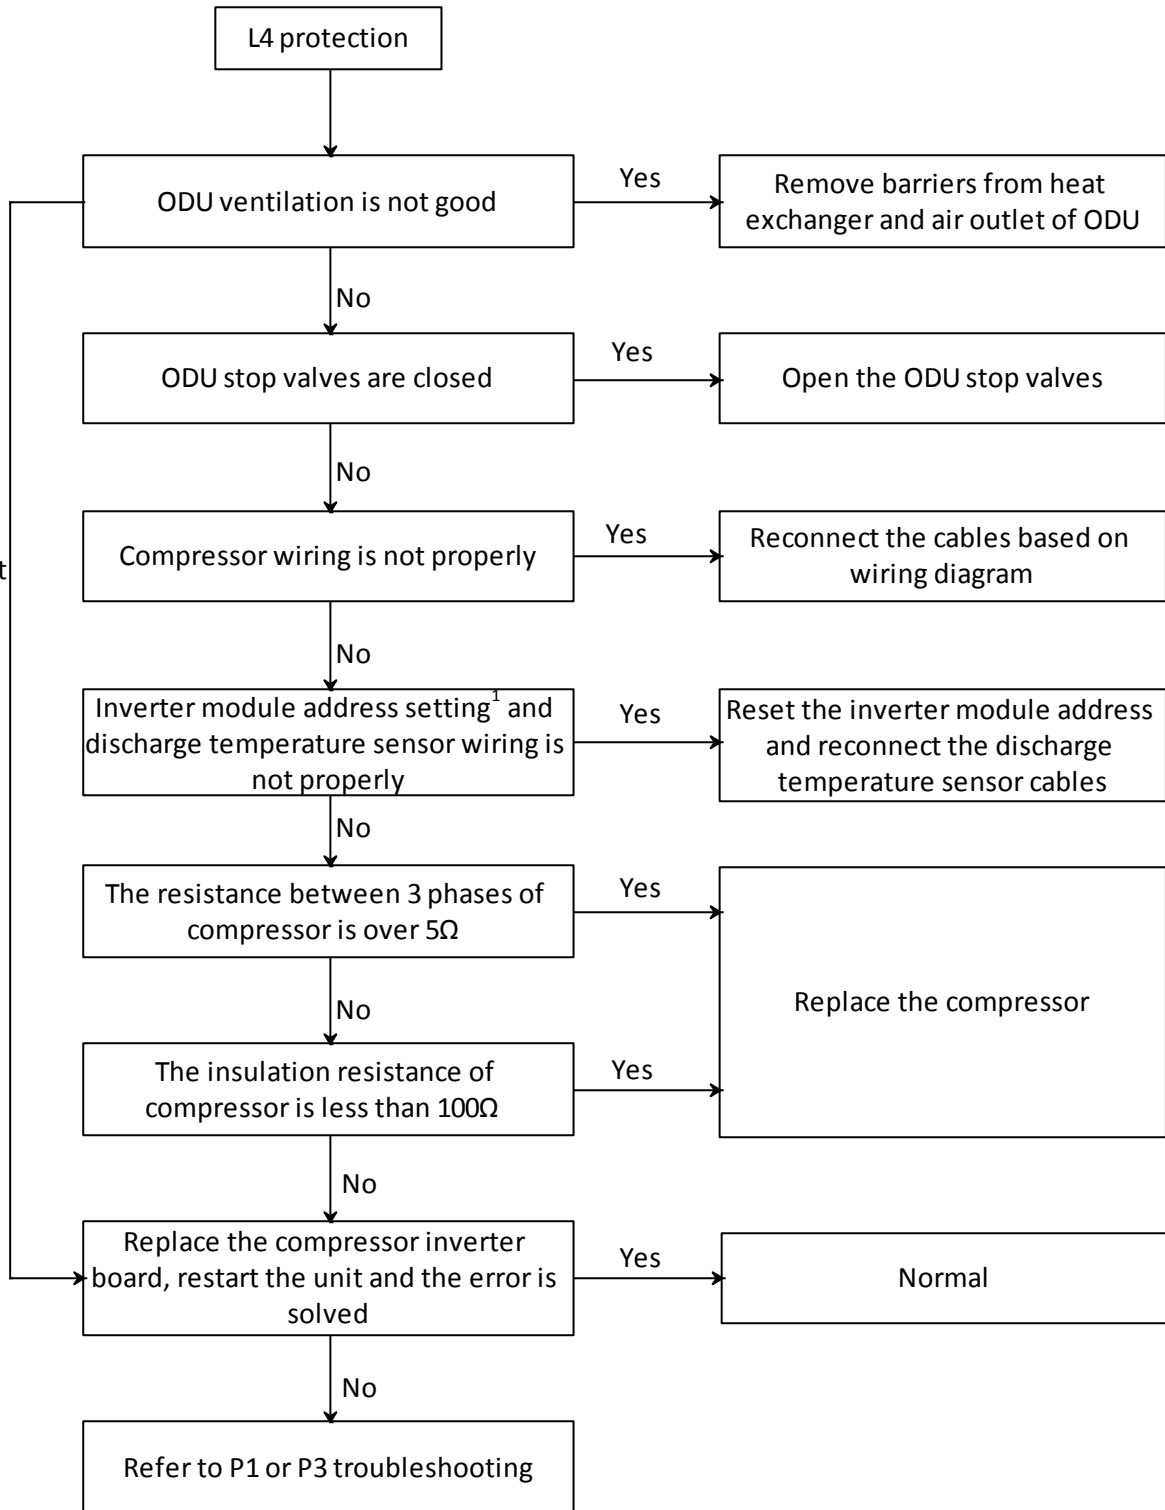 L4 protection
ODU ventilation is not good
Yes
Remove barriers from heat
exchanger and air outlet of ODU
No
ODU stop valves are closed
Yes
Open the ODU stop valves
No
Compressor wiring is not properly
Yes
Reconnect the cables based on
wiring diagram
t
No
Inverter module address setting¹ and
discharge temperature sensor wiring is
not properly
Yes
Reset the inverter module address
and reconnect the discharge
temperature sensor cables
No
The resistance between 3 phases of
compressor is over 5Ω
Yes
Replace the compressor
No
The insulation resistance of
compressor is less than 100Ω
Yes
No
Replace the compressor inverter
board, restart the unit and the error is
solved
Yes
Normal
No
Refer to P1 or P3 troubleshooting